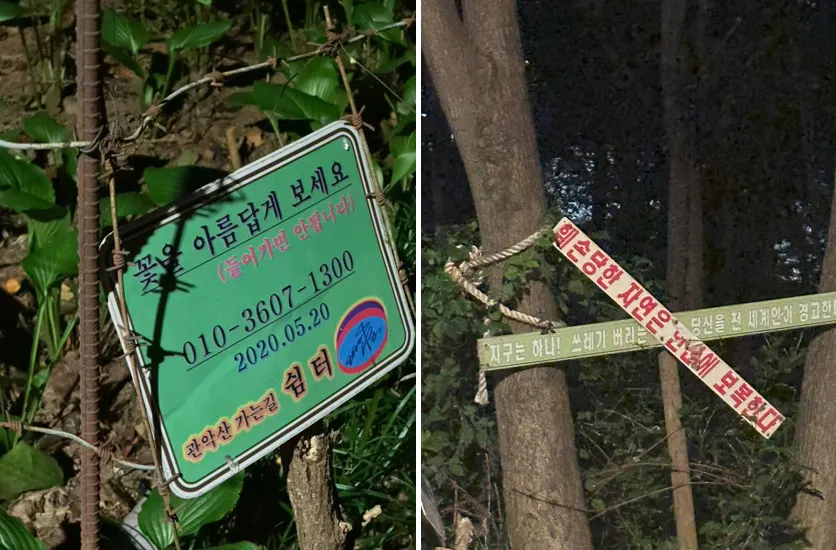 꽃을 아름답게 보세요
(들어가면 안됩니다)
010-3607-1300
2020.05.20
관악산 가는길 쉼터
훼손당한 자연은 반드시 보복한다
지구는 하나! 쓰레기 버리는 당신을 전 세계인이 경고한다